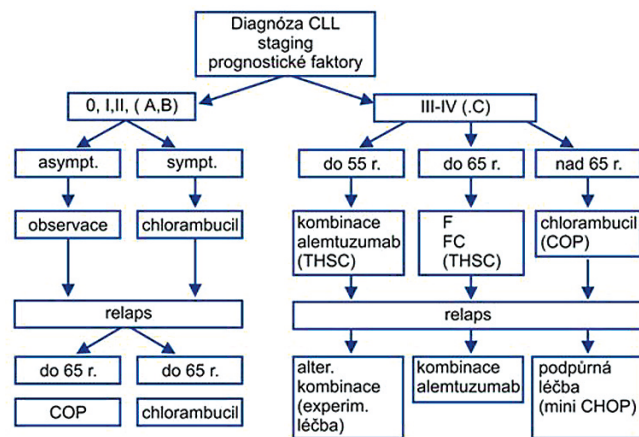 Diagnóza CLL
staging
prognostické faktory
0, I,II, ( A,B)
III-IV (.C)
asympt.
sympt.
do 55 r.
do 65 r.
nad 65 r.
observace
chlorambucil
kombinace
alemtuzumab
(THSC)
F
FC
(THSC)
chlorambucil
(COP)
relaps
relaps
do 65 r.
do 65 r.
COP
chlorambucil
alter.
kombinace
(experim.
léčba)
kombinace
alemtuzumab
podpůrná
léčba
(mini CHOP)